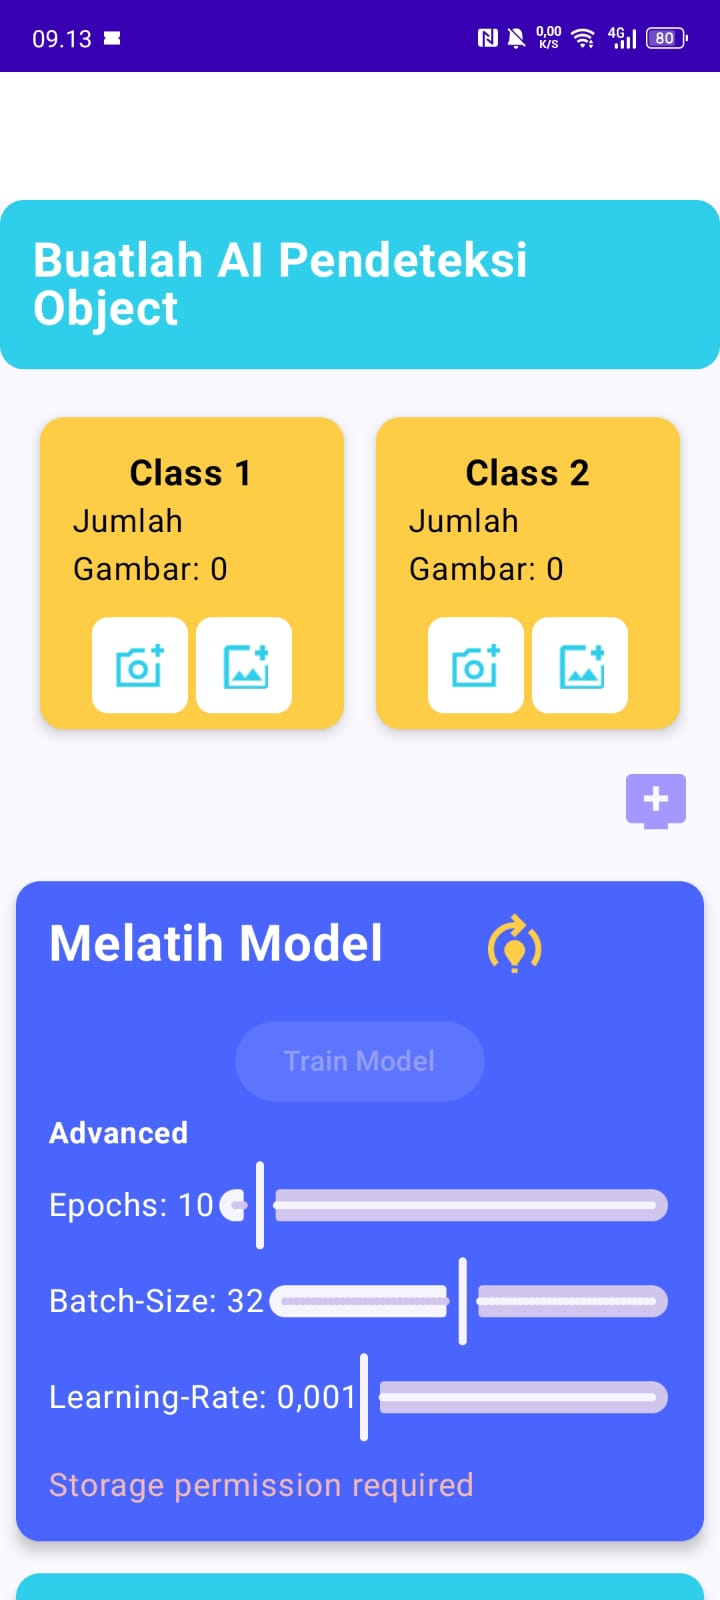 09.13
0,00
K/S
4G
80
Buatlah AI Pendeteksi
Object
Class 1
Jumlah
Gambar: 0
Class 2
Jumlah
Gambar: 0
Melatih Model
Train Model
Advanced
Epochs: 10
Batch-Size: 32
Learning-Rate: 0,001
Storage permission required